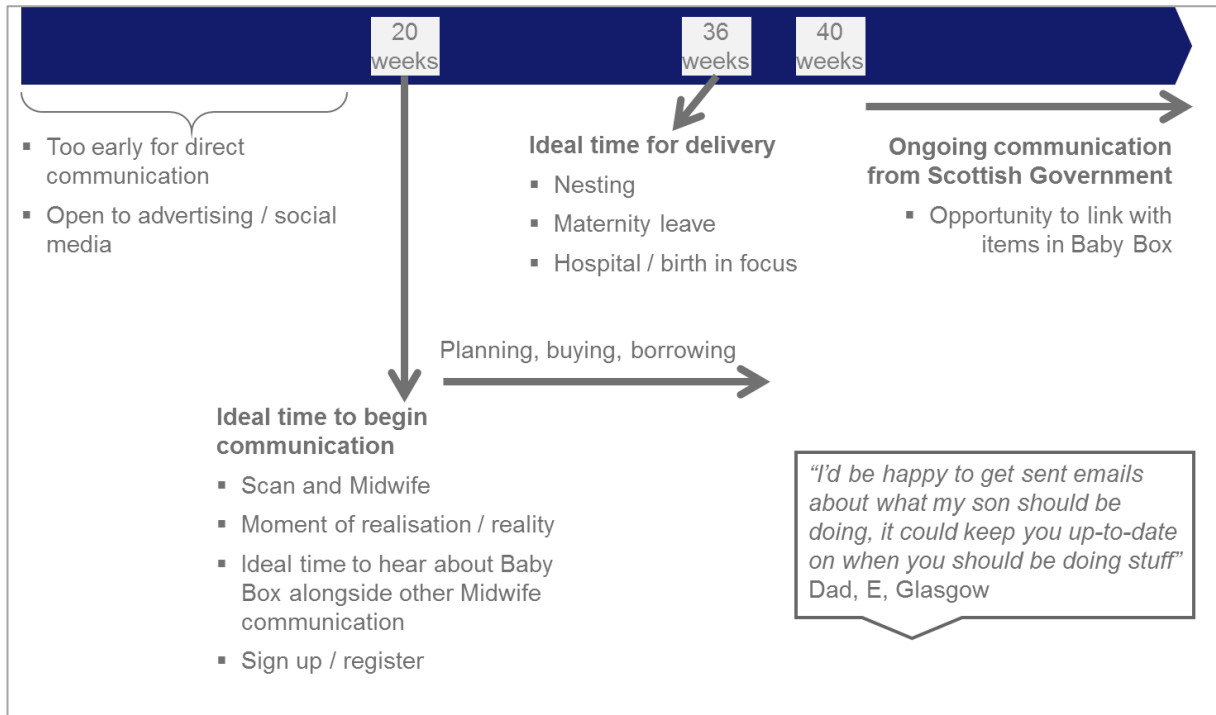 20
weeks
36
weeks
40
weeks
▪ Too early for direct
communication
▪ Open to advertising / social
media
Ideal time for delivery
▪ Nesting
▪ Maternity leave
▪ Hospital / birth in focus
Ongoing communication
from Scottish Government
▪ Opportunity to link with
items in Baby Box
Planning, buying, borrowing
Ideal time to begin
communication
▪ Scan and Midwife
▪ Moment of realisation / reality
▪ Ideal time to hear about Baby
Box alongside other Midwife
communication
▪ Sign up / register
“I’d be happy to get sent emails
about what my son should be
doing, it could keep you up-to-date
on when you should be doing stuff”
Dad, E, Glasgow